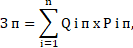 З п = ∑_{i=1}^{n} Q i п x P i п,